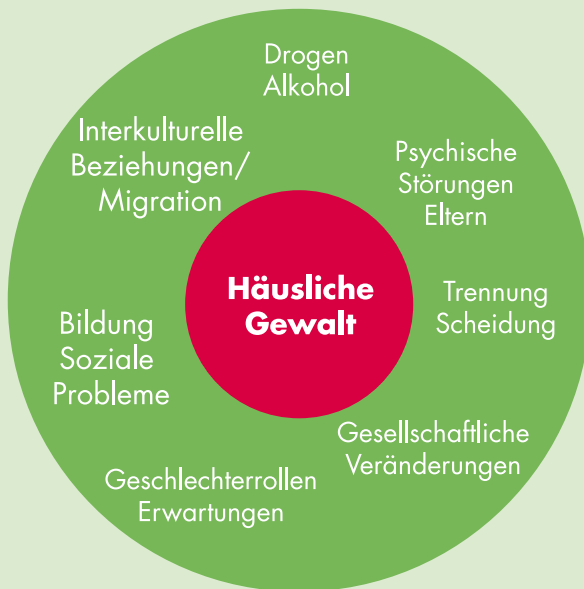 Drogen
Alkohol
Interkulturelle
Beziehungen/
Migration
Psychische
Störungen
Eltern
Häusliche
Gewalt
Trennung
Scheidung
Bildung
Soziale
Probleme
Gesellschaftliche
Veränderungen
Geschlechterrollen
Erwartungen